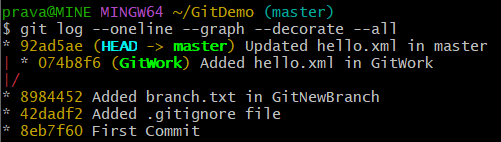 prava@MINE MINGW64 ~/GitDemo (master)
$ git log --oneline --graph --decorate --all
* 92ad5ae (HEAD -> master) Updated hello.xml in master
| * 074b8f6 (GitWork) Added hello.xml in GitWork
|/
* 8984452 Added branch.txt in GitNewBranch
* 42dadf2 Added .gitignore file
* 8eb7f60 First Commit